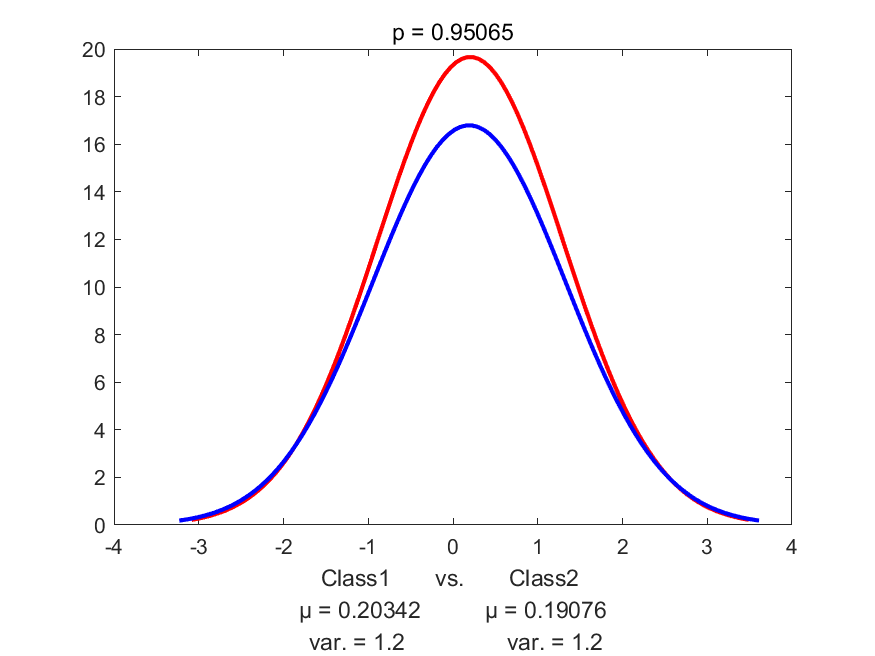 p = 0.95065
20
18
16
14
12
10
8
6
4
2
0
-4 -3 -2 -1 0 1 2 3 4
Class1 vs. Class2
μ = 0.20342 μ = 0.19076
var. = 1.2 var. = 1.2